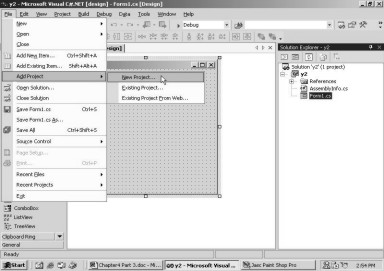 y2 - Microsoft Visual C#.NET [design] - Form1.cs [Design]
File Edit View Project Build Debug Data Tools Window Help
Debug
New
Open
Close
Add New Item... Ctrl+Shift+A
Add Existing Item... Shift+Alt+A
Add Project
New Project...
Existing Project...
Existing Project From Web...
Open Solution...
Close Solution
Save Form1.cs Ctrl+S
Save Form1.cs As...
Save All Ctrl+Shift+S
Source Control
Page Setup...
Print... Ctrl+P
Recent Files
Recent Projects
Exit
Solution Explorer - y2
Solution 'y2' (1 project)
y2
References
AssemblyInfo.cs
Form1.cs
ComboBox
ListView
TreeView
Clipboard Ring
General
Ready
Start
Chapter4 Part 3.doc - Mi...
y2 - Microsoft Visual ...
Jasc Paint Shop Pro
2:54 PM